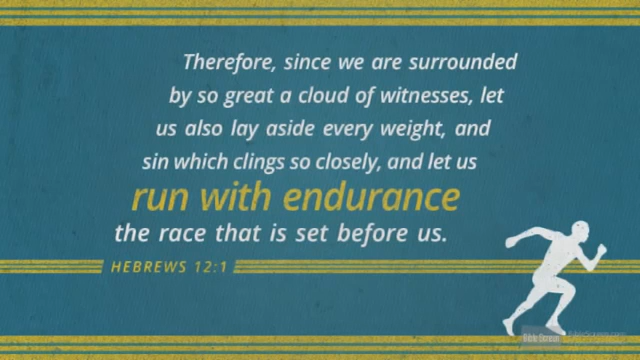 Therefore, since we are surrounded
by so great a cloud of witnesses, let
us also lay aside every weight, and
sin which clings so closely, and let us
run with endurance
the race that is set before us.
HEBREWS 12:1